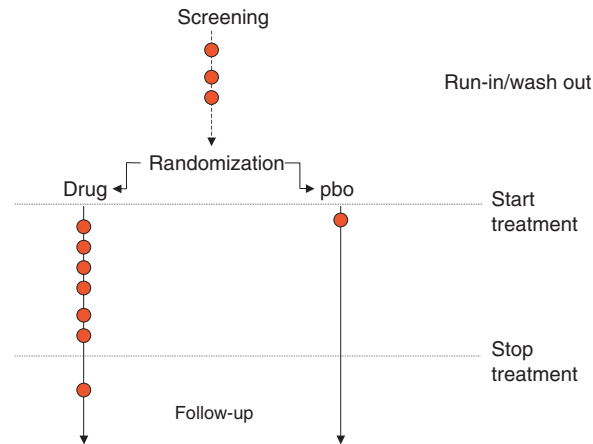 Screening
Run-in/wash out
Randomization
Drug
pbo
Start
treatment
Stop
treatment
Follow-up